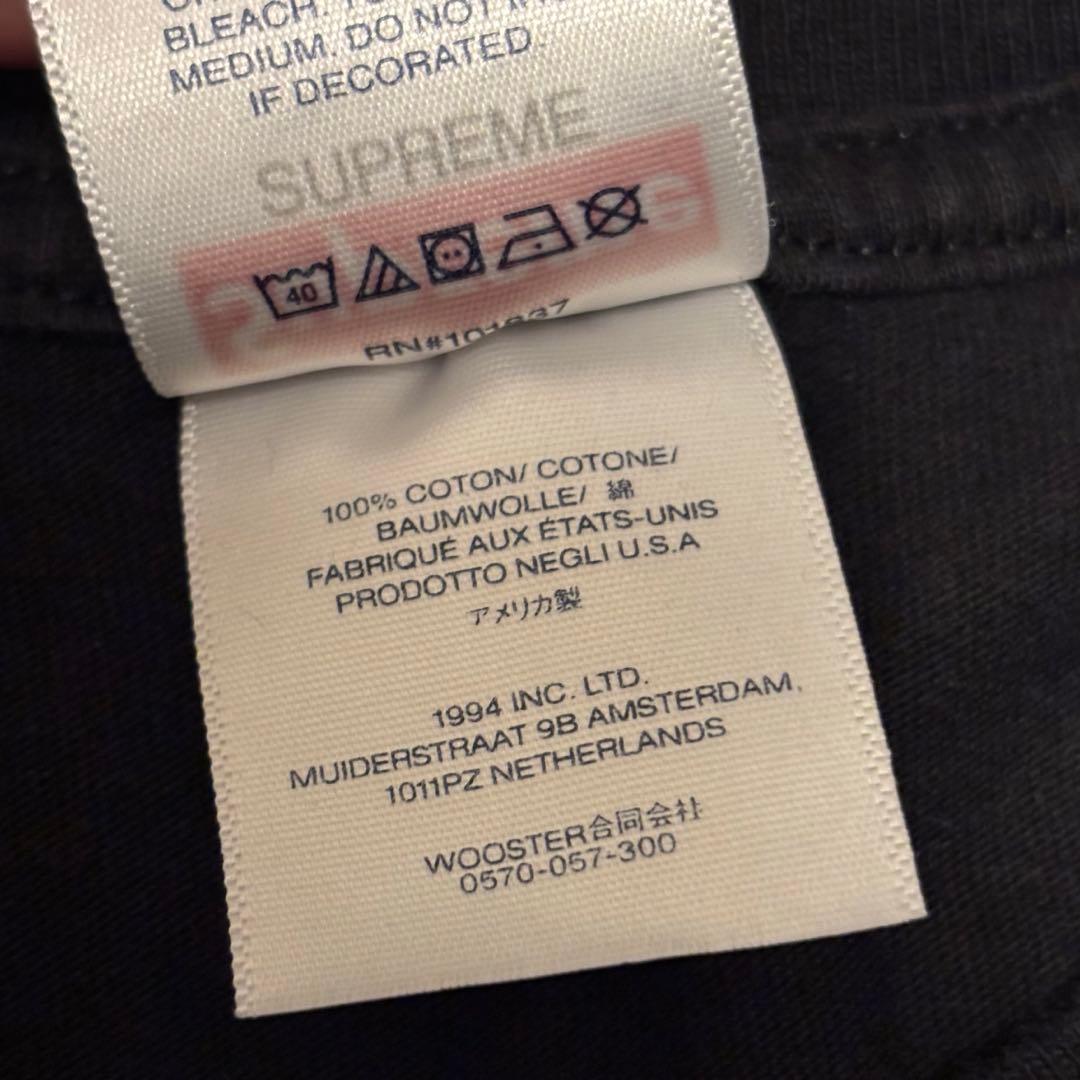 BLEACH.
MEDIUM. DO NOT
IF DECORATED.
SUPREME
40
RN#101837
100% COTON/ COTONE/
BAUMWOLLE/ 綿
FABRIQUÉ AUX ÉTATS-UNIS
PRODOTTO NEGLI U.S.A
アメリカ製
1994 INC. LTD.
MUIDERSTRAAT 9B AMSTERDAM,
1011PZ NETHERLANDS
WOOSTER合同会社
0570-057-300